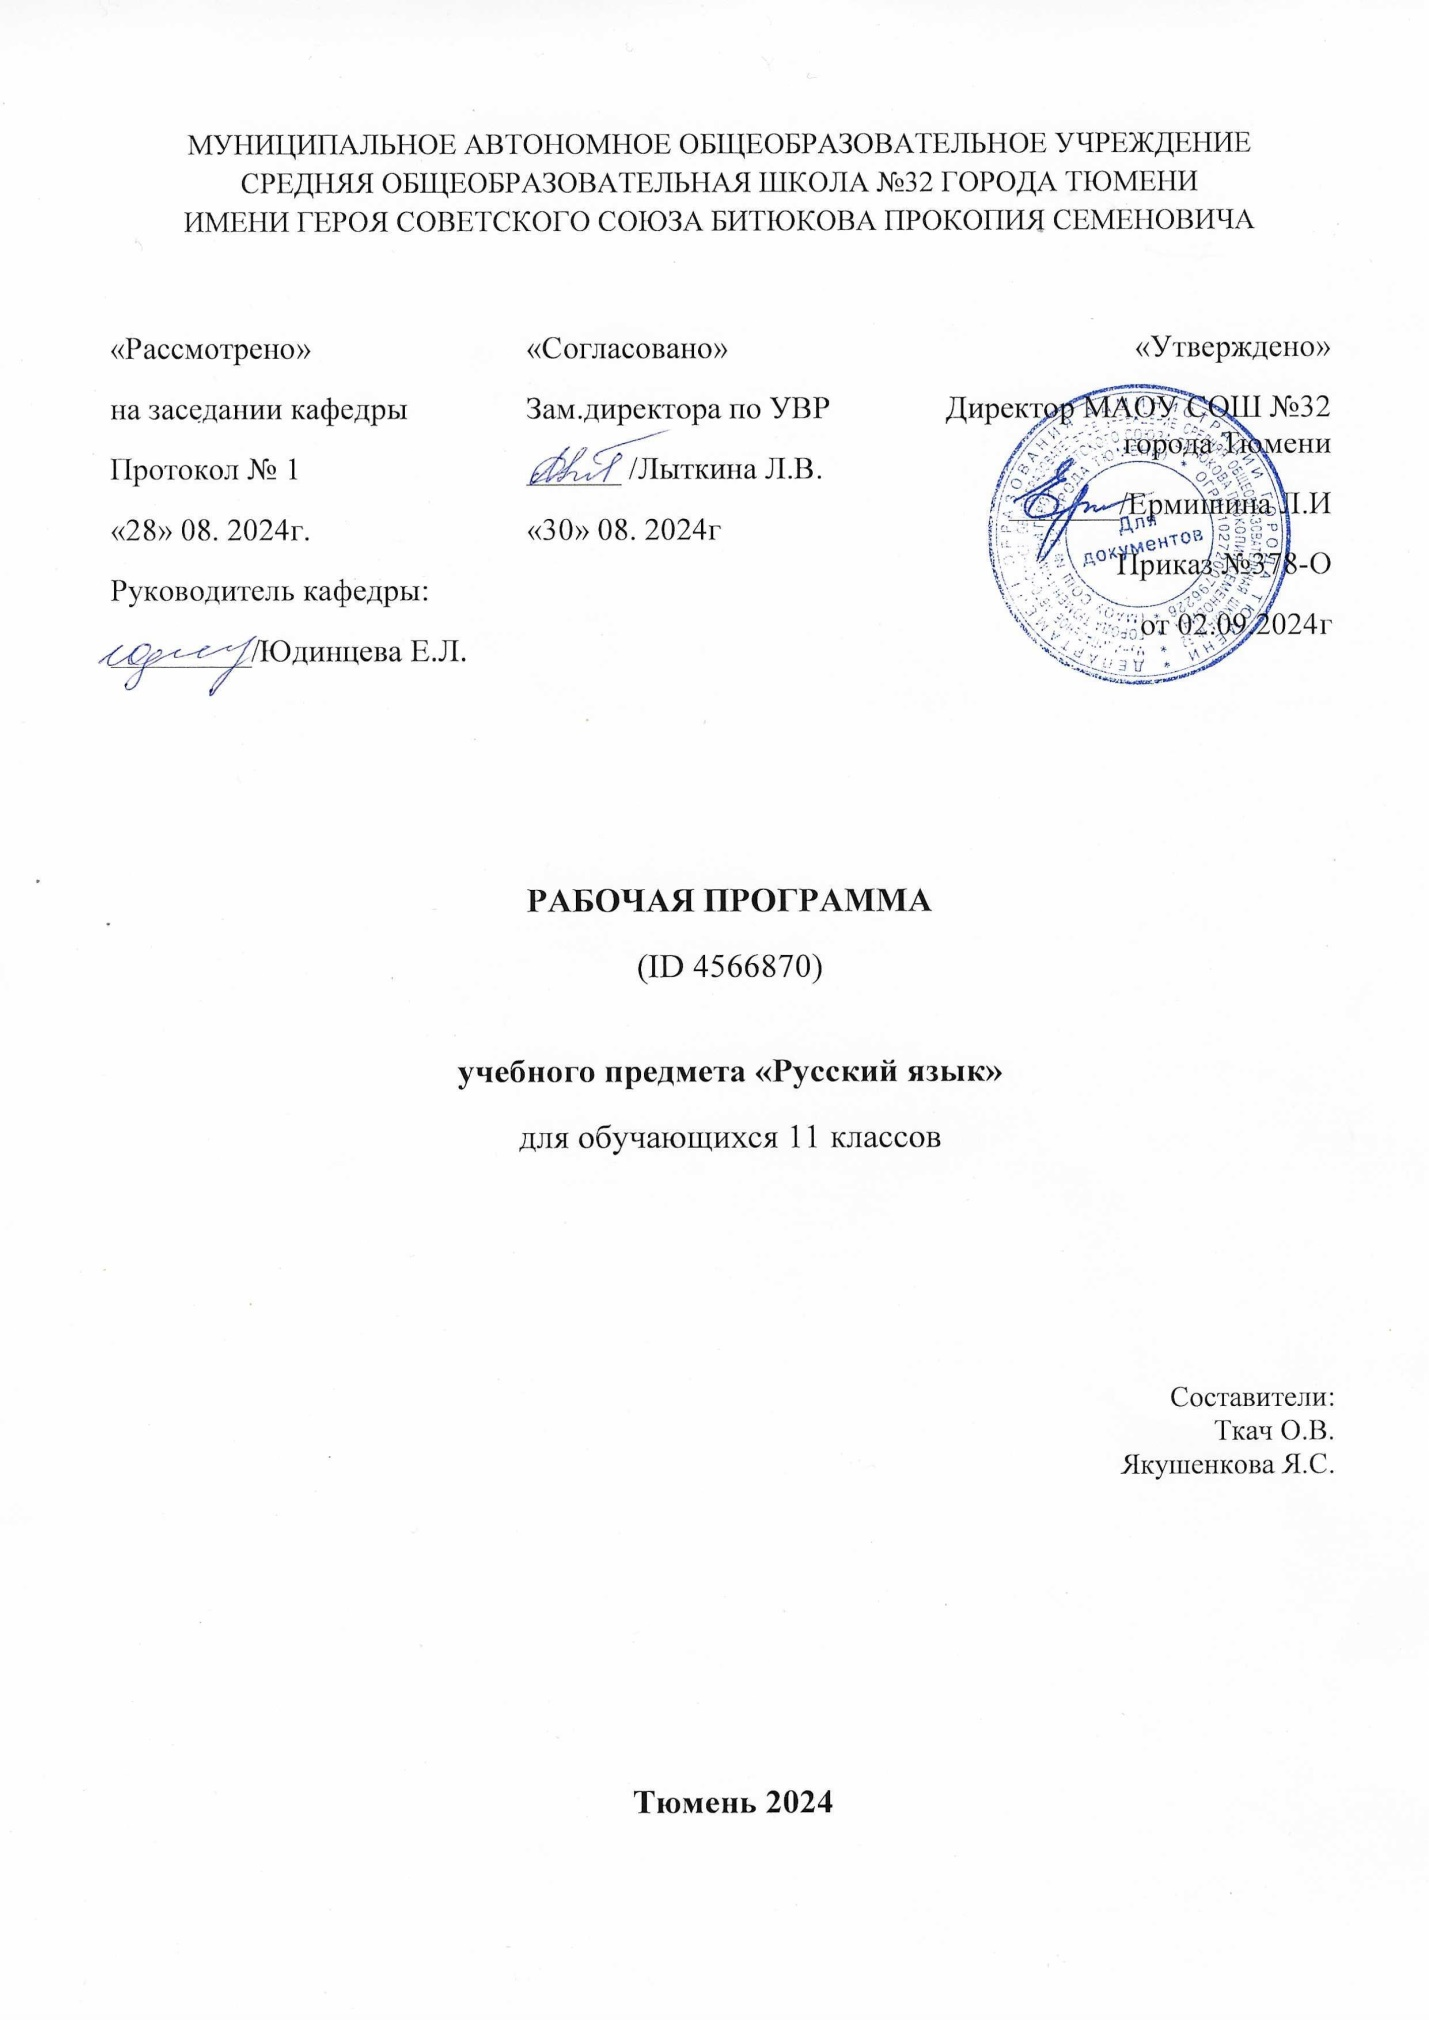 МУНИЦИПАЛЬНОЕ АВТОНОМНОЕ ОБЩЕОБРАЗОВАТЕЛЬНОЕ УЧРЕЖДЕНИЕ
СРЕДНЯЯ ОБЩЕОБРАЗОВАТЕЛЬНАЯ ШКОЛА №32 ГОРОДА ТЮМЕНИ
ИМЕНИ ГЕРОЯ СОВЕТСКОГО СОЮЗА БИТЮКОВА ПРОКОПИЯ СЕМЕНОВИЧА
«Рассмотрено»
на заседании кафедры
Протокол № 1
«28» 08. 2024г.
Руководитель кафедры:
/Юдинцева Е.Л.
«Согласовано»
Зам.директора по УВР
/Лыткина Л.В.
«30» 08. 2024г
«Утверждено»
Директор МАОУ СОШ №32
города Тюмени
/Ермишина Л.И
Приказ №378-О
от 02.09.2024г
Для
документов
РАБОЧАЯ ПРОГРАММА
(ID 4566870)
учебного предмета «Русский язык»
для обучающихся 11 классов
Составители:
Ткач О.В.
Якушенкова Я.С.
Тюмень 2024